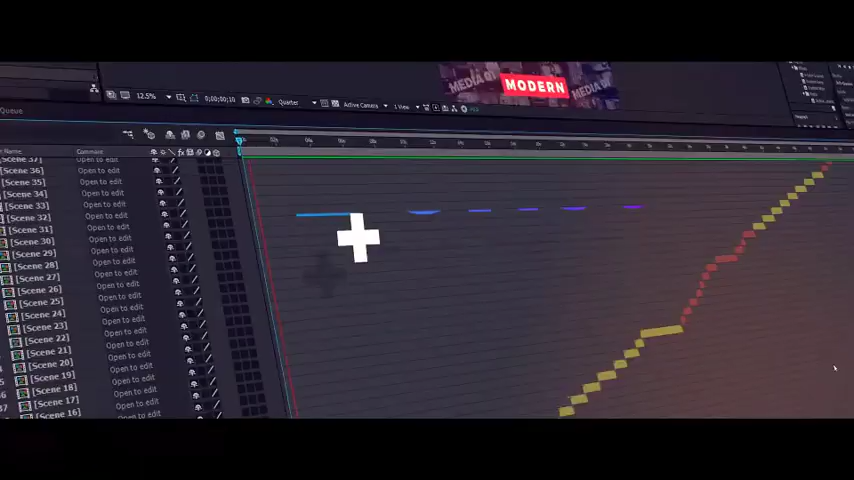 MEDIA 01
MODERN
12.5%
0;00;00;10
Quarter
Active Camera
1 View
Queue
Comment
[Scene 36] Open to edit
[Scene 35] Open to edit
[Scene 34] Open to edit
[Scene 33] Open to edit
[Scene 32] Open to edit
[Scene 31] Open to edit
[Scene 30] Open to edit
[Scene 29] Open to edit
[Scene 28] Open to edit
[Scene 27] Open to edit
[Scene 26] Open to edit
[Scene 25] Open to edit
[Scene 24] Open to edit
[Scene 23] Open to edit
[Scene 22] Open to edit
[Scene 21] Open to edit
[Scene 20] Open to edit
[Scene 19] Open to edit
[Scene 18] Open to edit
[Scene 17] Open to edit
[Scene 16] Open to edit